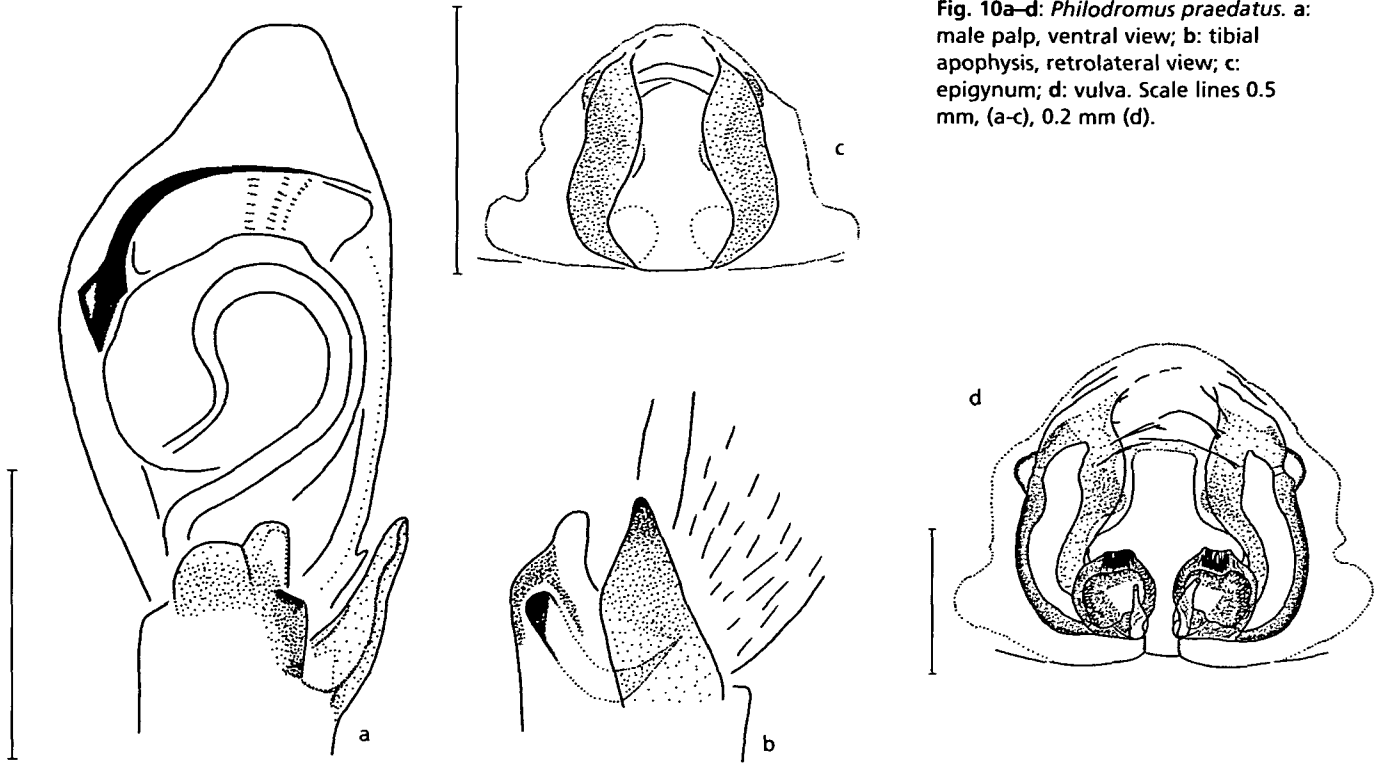 Fig. 10a–d: Philodromus praedatus. a:
male palp, ventral view; b: tibial
apophysis, retrolateral view; c:
epigynum; d: vulva. Scale lines 0.5
mm, (a-c), 0.2 mm (d).
c
d
a
b